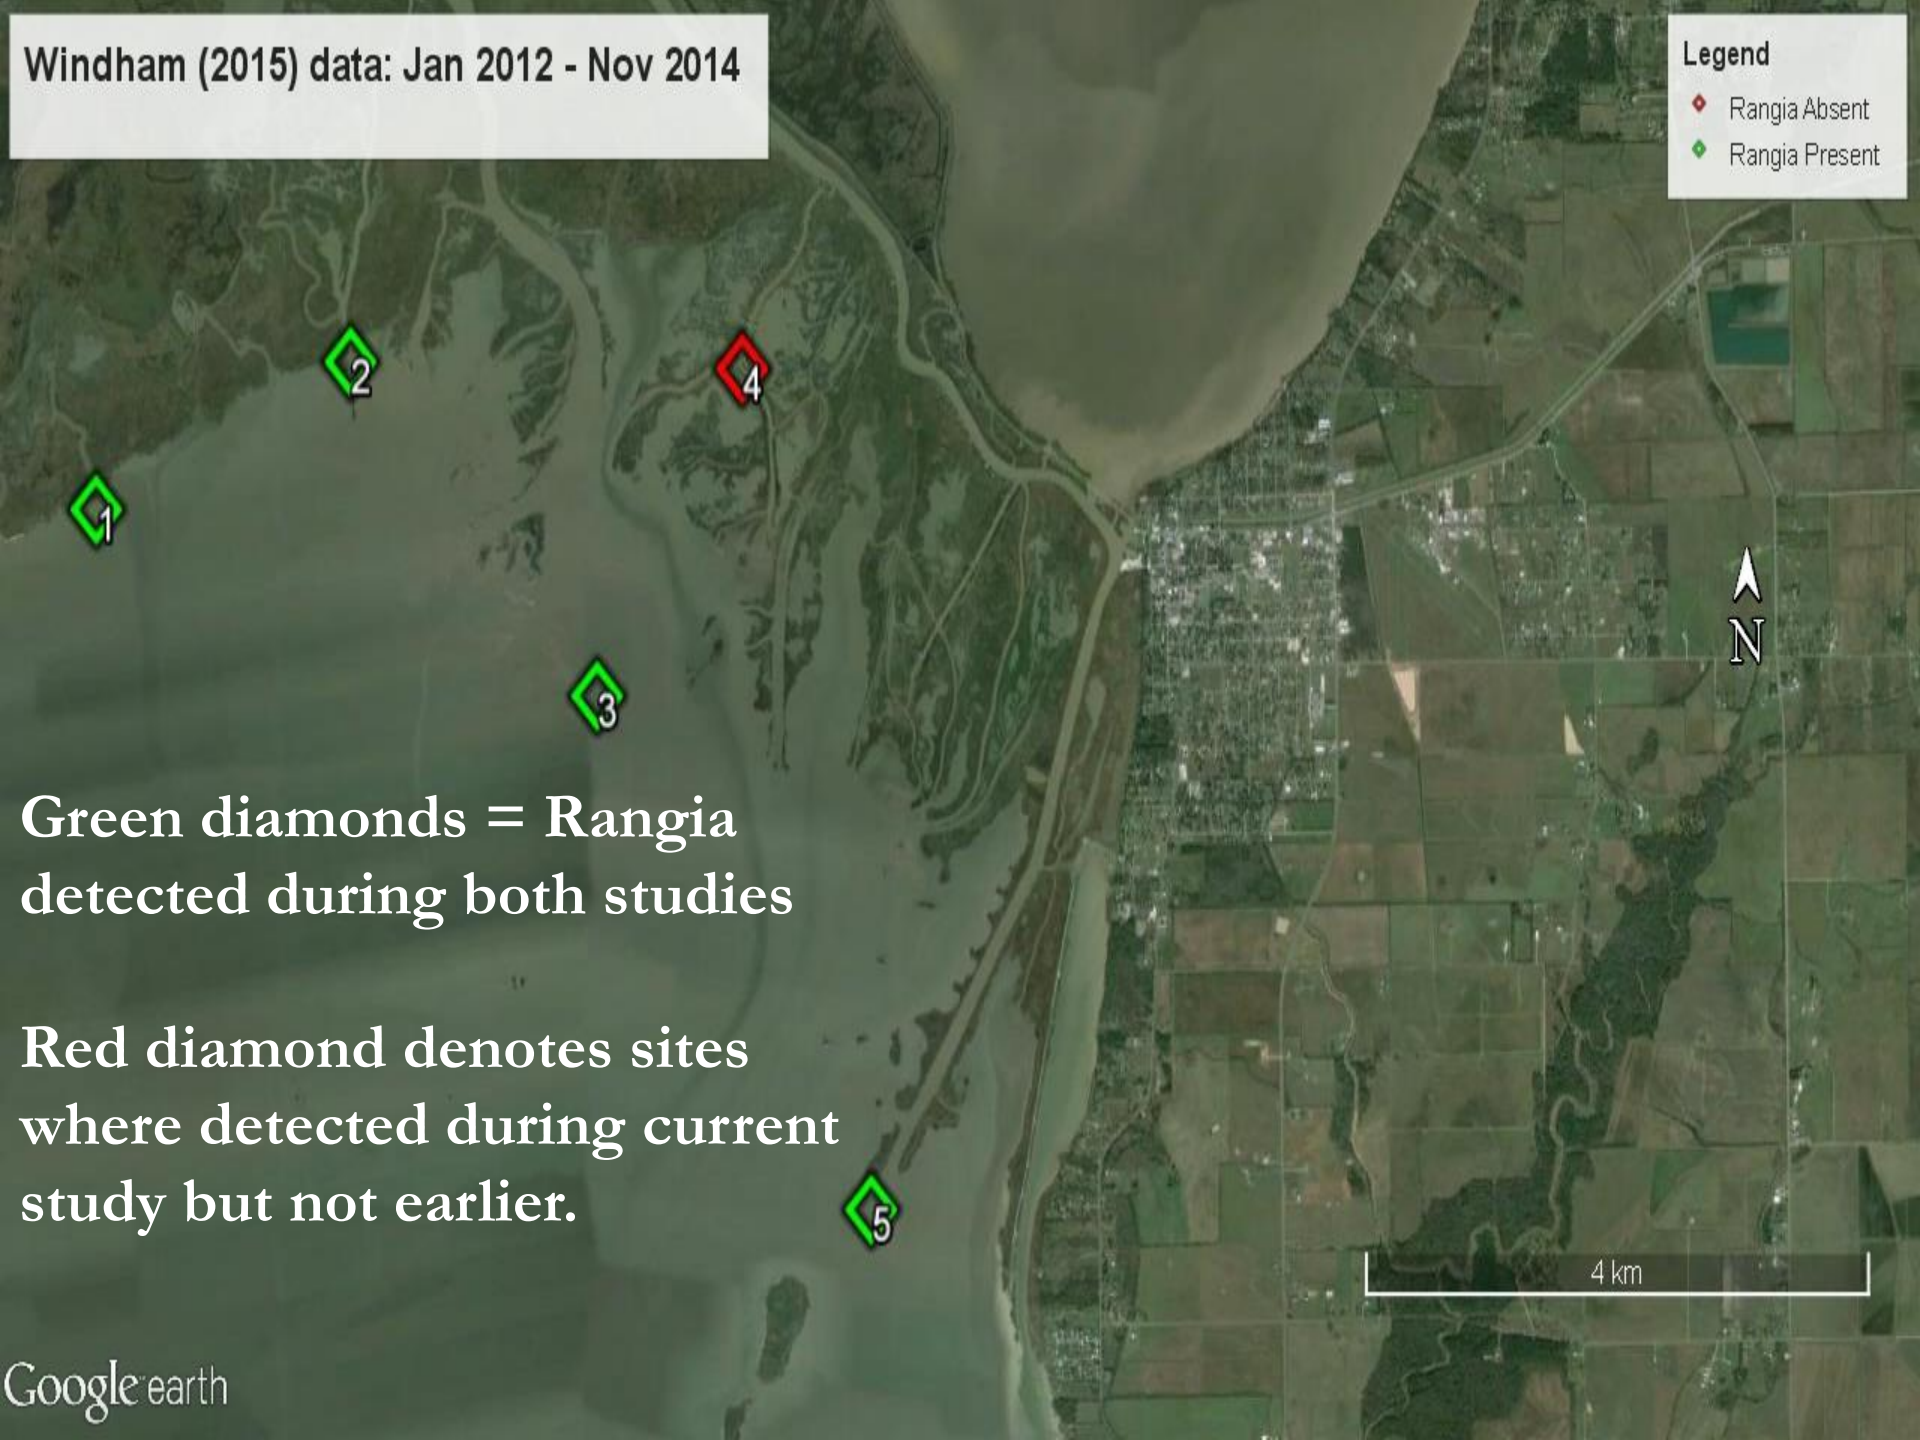 Windham (2015) data: Jan 2012 - Nov 2014
Legend
Rangia Absent
Rangia Present
2
4
1
N
3
Green diamonds = Rangia
detected during both studies
Red diamond denotes sites
where detected during current
study but not earlier.
5
4 km
Google earth